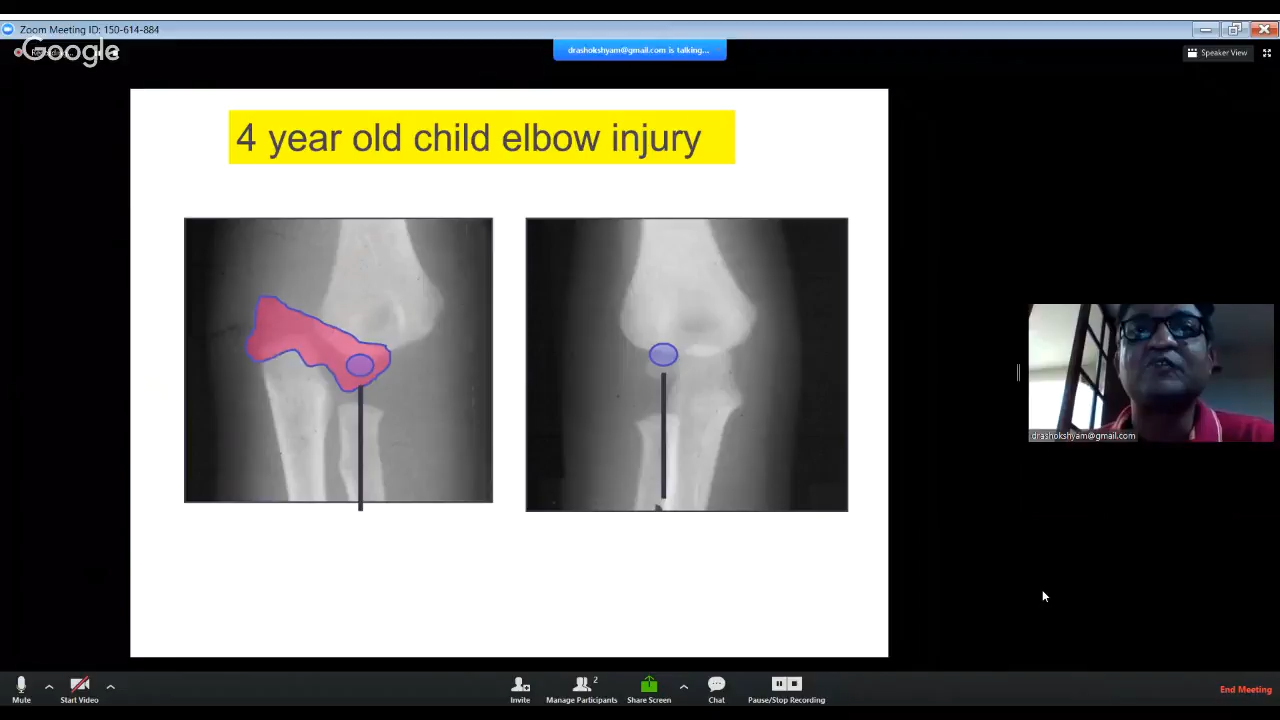 Zoom Meeting ID: 150-614-884
Google
drashokshyam@gmail.com is talking...
Speaker View
4 year old child elbow injury
drashokshyam@gmail.com
Mute
Start Video
Invite
Manage Participants
2
Share Screen
Chat
Pause/Stop Recording
End Meeting